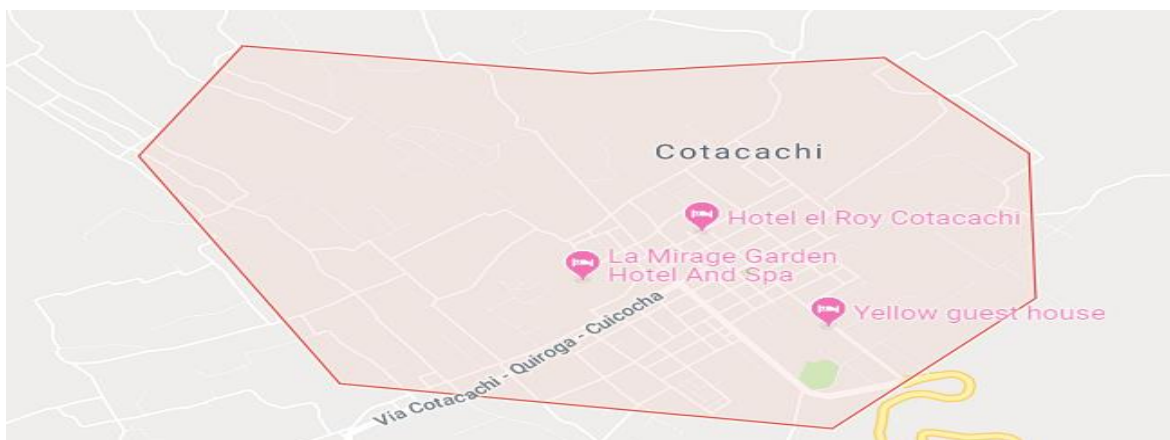 Cotacachi
Hotel el Roy Cotacachi
La Mirage Garden
Hotel And Spa
Via Cotacachi - Quiroga - Cuicocha
Yellow guest house